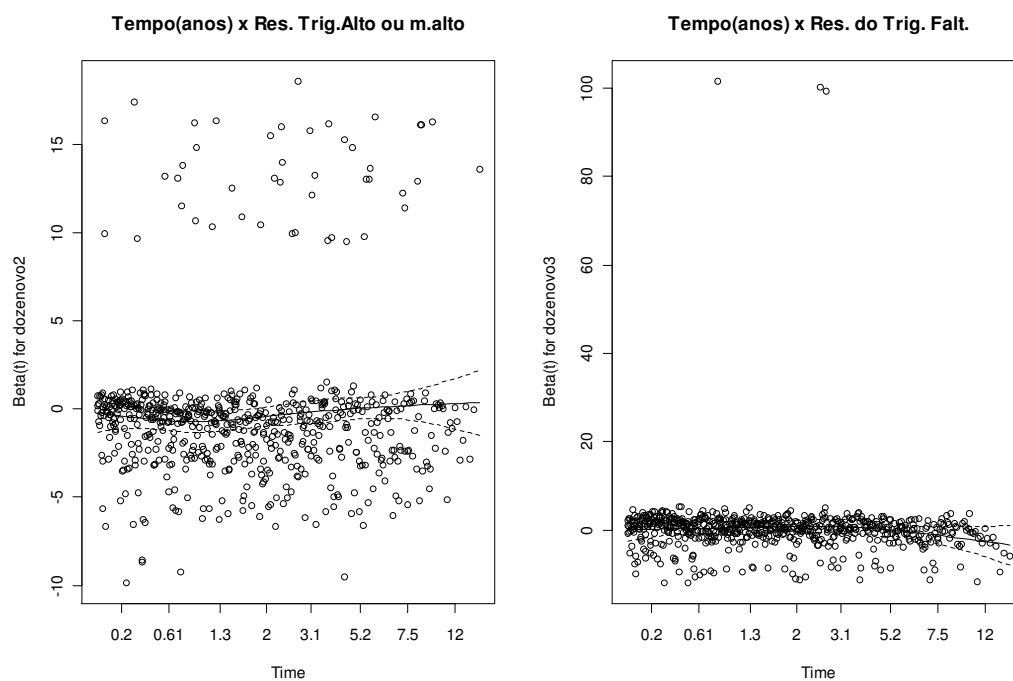 Tempo(anos) x Res. Trig.Alto ou m.alto
Beta(t) for dozenovo2
15
10
5
0
-5
-10
0.2 0.61 1.3 2 3.1 5.2 7.5 12
Time
Tempo(anos) x Res. do Trig. Falt.
Beta(t) for dozenovo3
100
80
60
40
20
0
0.2 0.61 1.3 2 3.1 5.2 7.5 12
Time